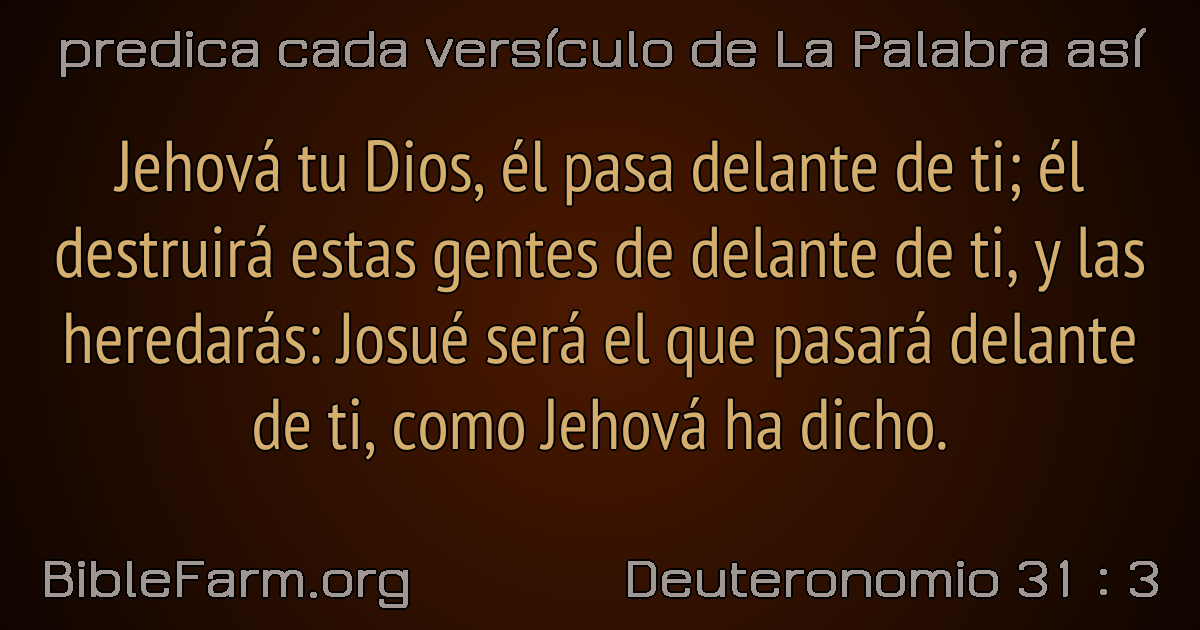 predica cada versículo de La Palabra así
Jehová tu Dios, él pasa delante de ti; él
destruirá estas gentes de delante de ti, y las
heredarás: Josué será el que pasará delante
de ti, como Jehová ha dicho.
BibleFarm.org
Deuteronomio 31 : 3